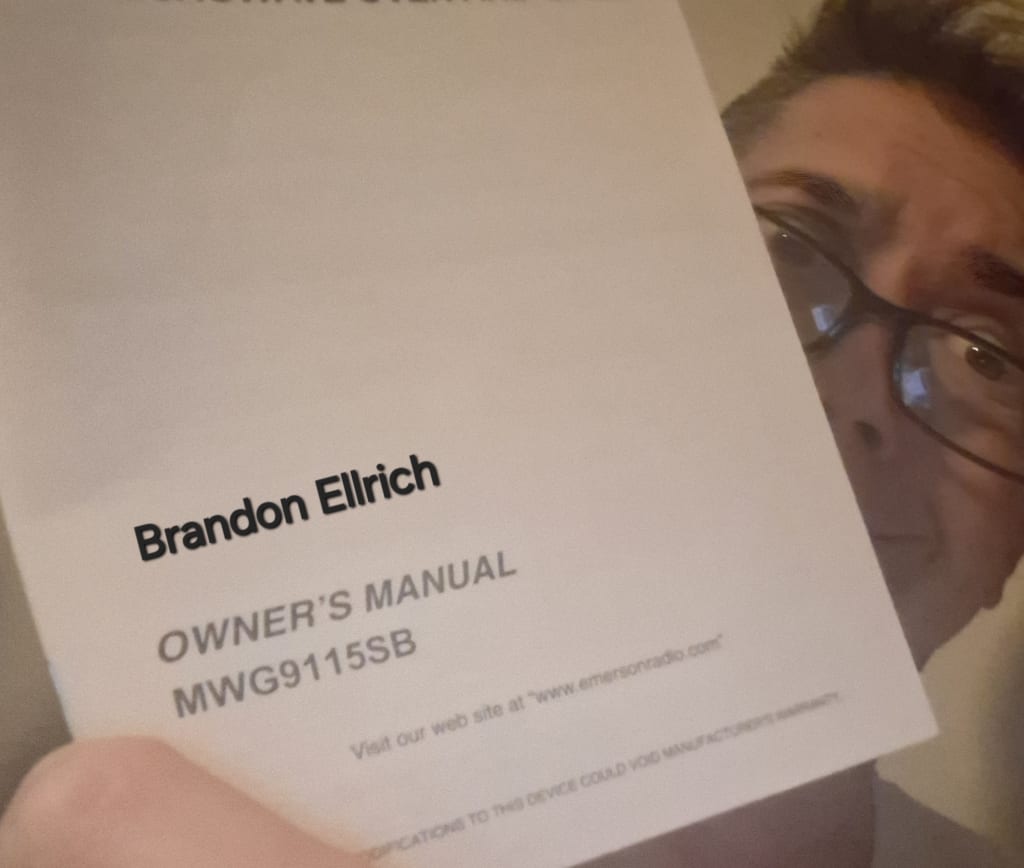 Brandon Ellrich
OWNER'S MANUAL
MWG9115SB
Visit our web site at "www.emersonradio.com"
TO THIS DEVICE COULD VOID MANUFACTURER'S WARRANTY.